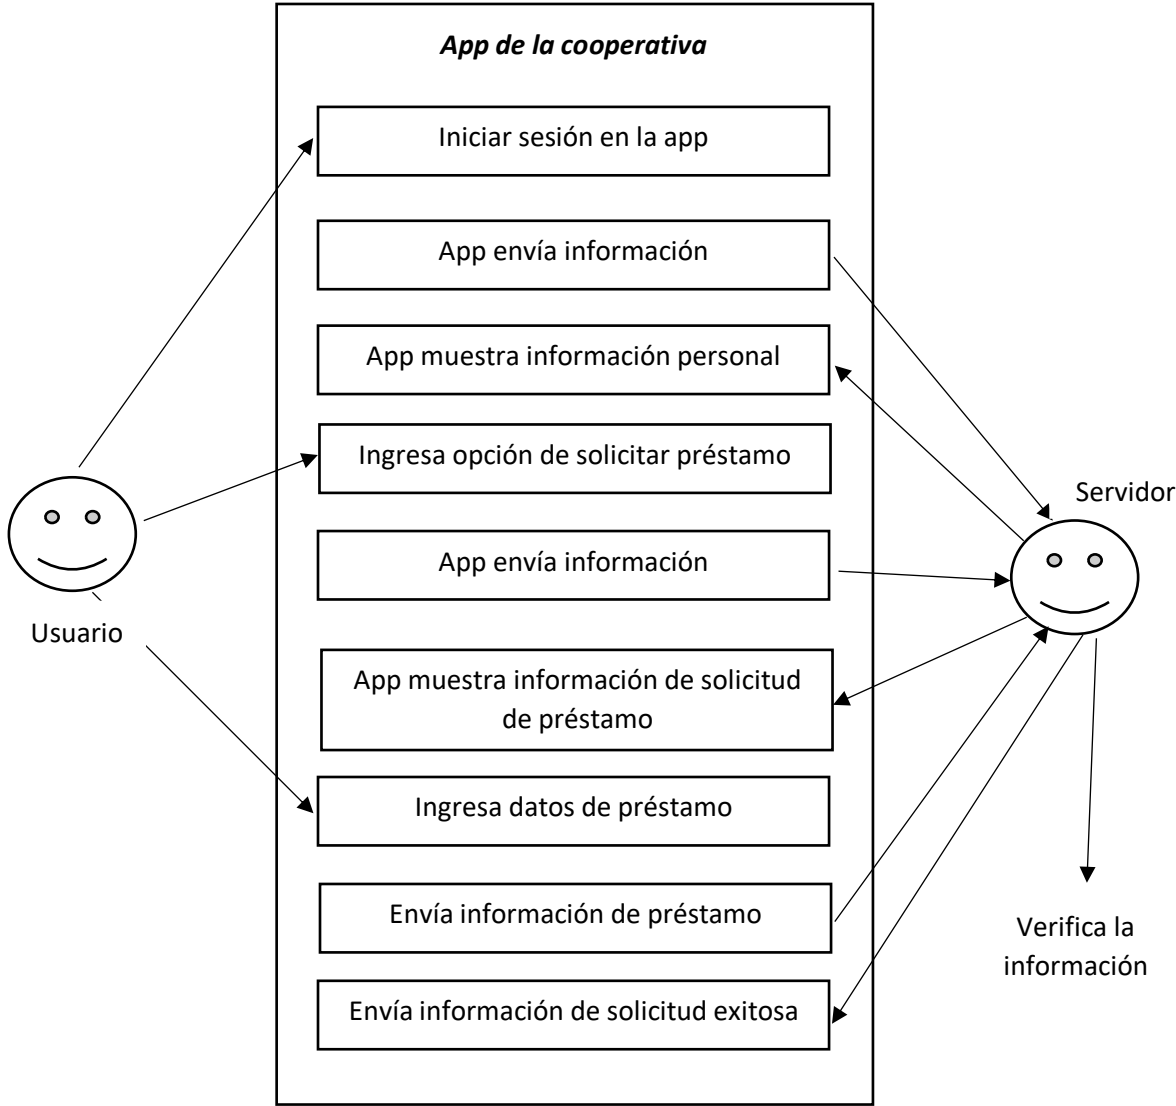 App de la cooperativa
Iniciar sesión en la app
App envía información
App muestra información personal
Ingresa opción de solicitar préstamo
Servidor
App envía información
Usuario
App muestra información de solicitud
de préstamo
Ingresa datos de préstamo
Envía información de préstamo
Verifica la
información
Envía información de solicitud exitosa